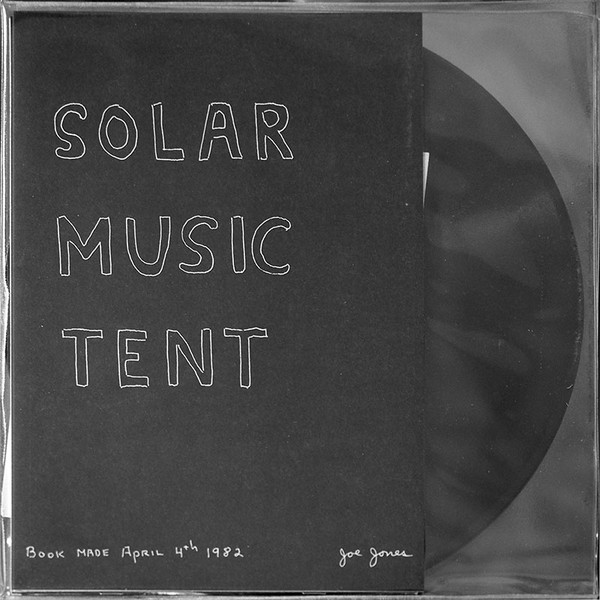 SOLAR
MUSIC
TENT
BOOK MADE APRIL 4th 1982 Joe Jones